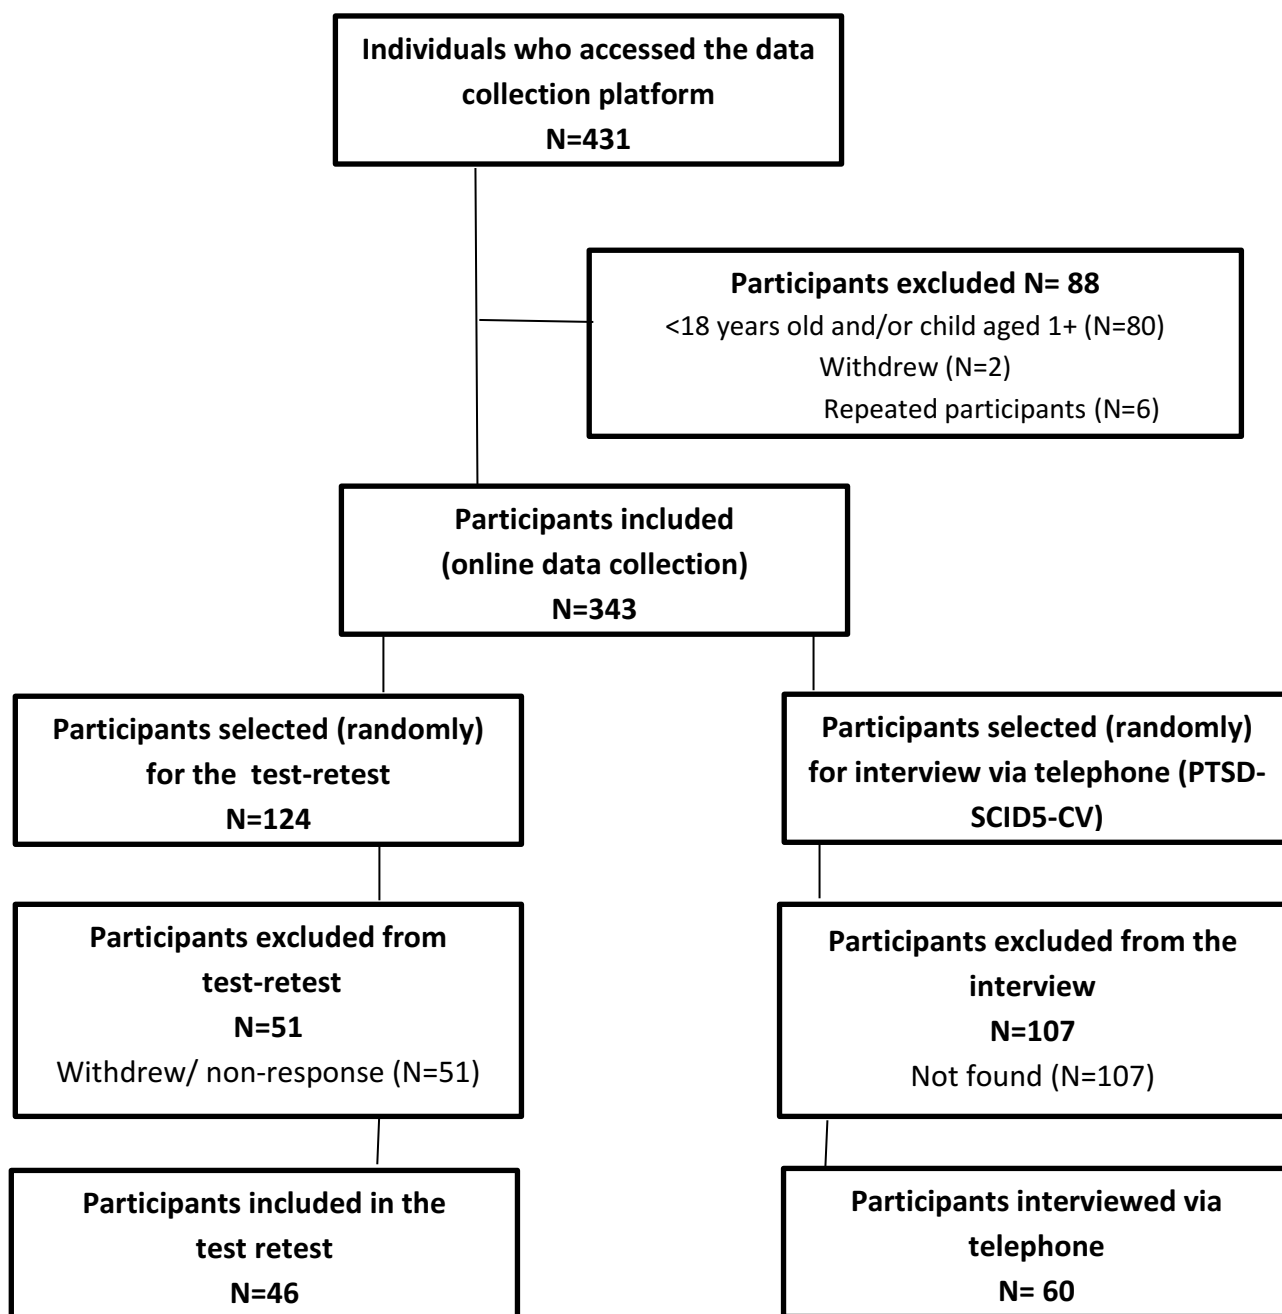 Individuals who accessed the data
collection platform
N=431
Participants excluded N= 88
<18 years old and/or child aged 1+ (N=80)
Withdrew (N=2)
Repeated participants (N=6)
Participants included
(online data collection)
N=343
Participants selected (randomly)
for the test-retest
N=124
Participants selected (randomly)
for interview via telephone (PTSD-
SCID5-CV)
Participants excluded from
test-retest
N=51
Withdrew/ non-response (N=51)
Participants excluded from the
interview
N=107
Not found (N=107)
Participants included in the
test retest
N=46
Participants interviewed via
telephone
N= 60